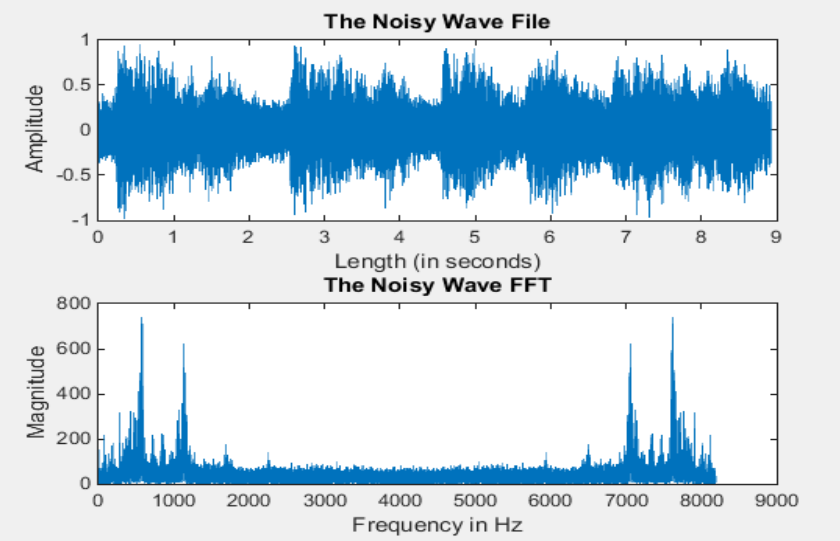 The Noisy Wave File
1
0.5
0
-0.5
-1
Amplitude
0 1 2 3 4 5 6 7 8 9
Length (in seconds)
The Noisy Wave FFT
800
600
400
200
0
Magnitude
0 1000 2000 3000 4000 5000 6000 7000 8000 9000
Frequency in Hz